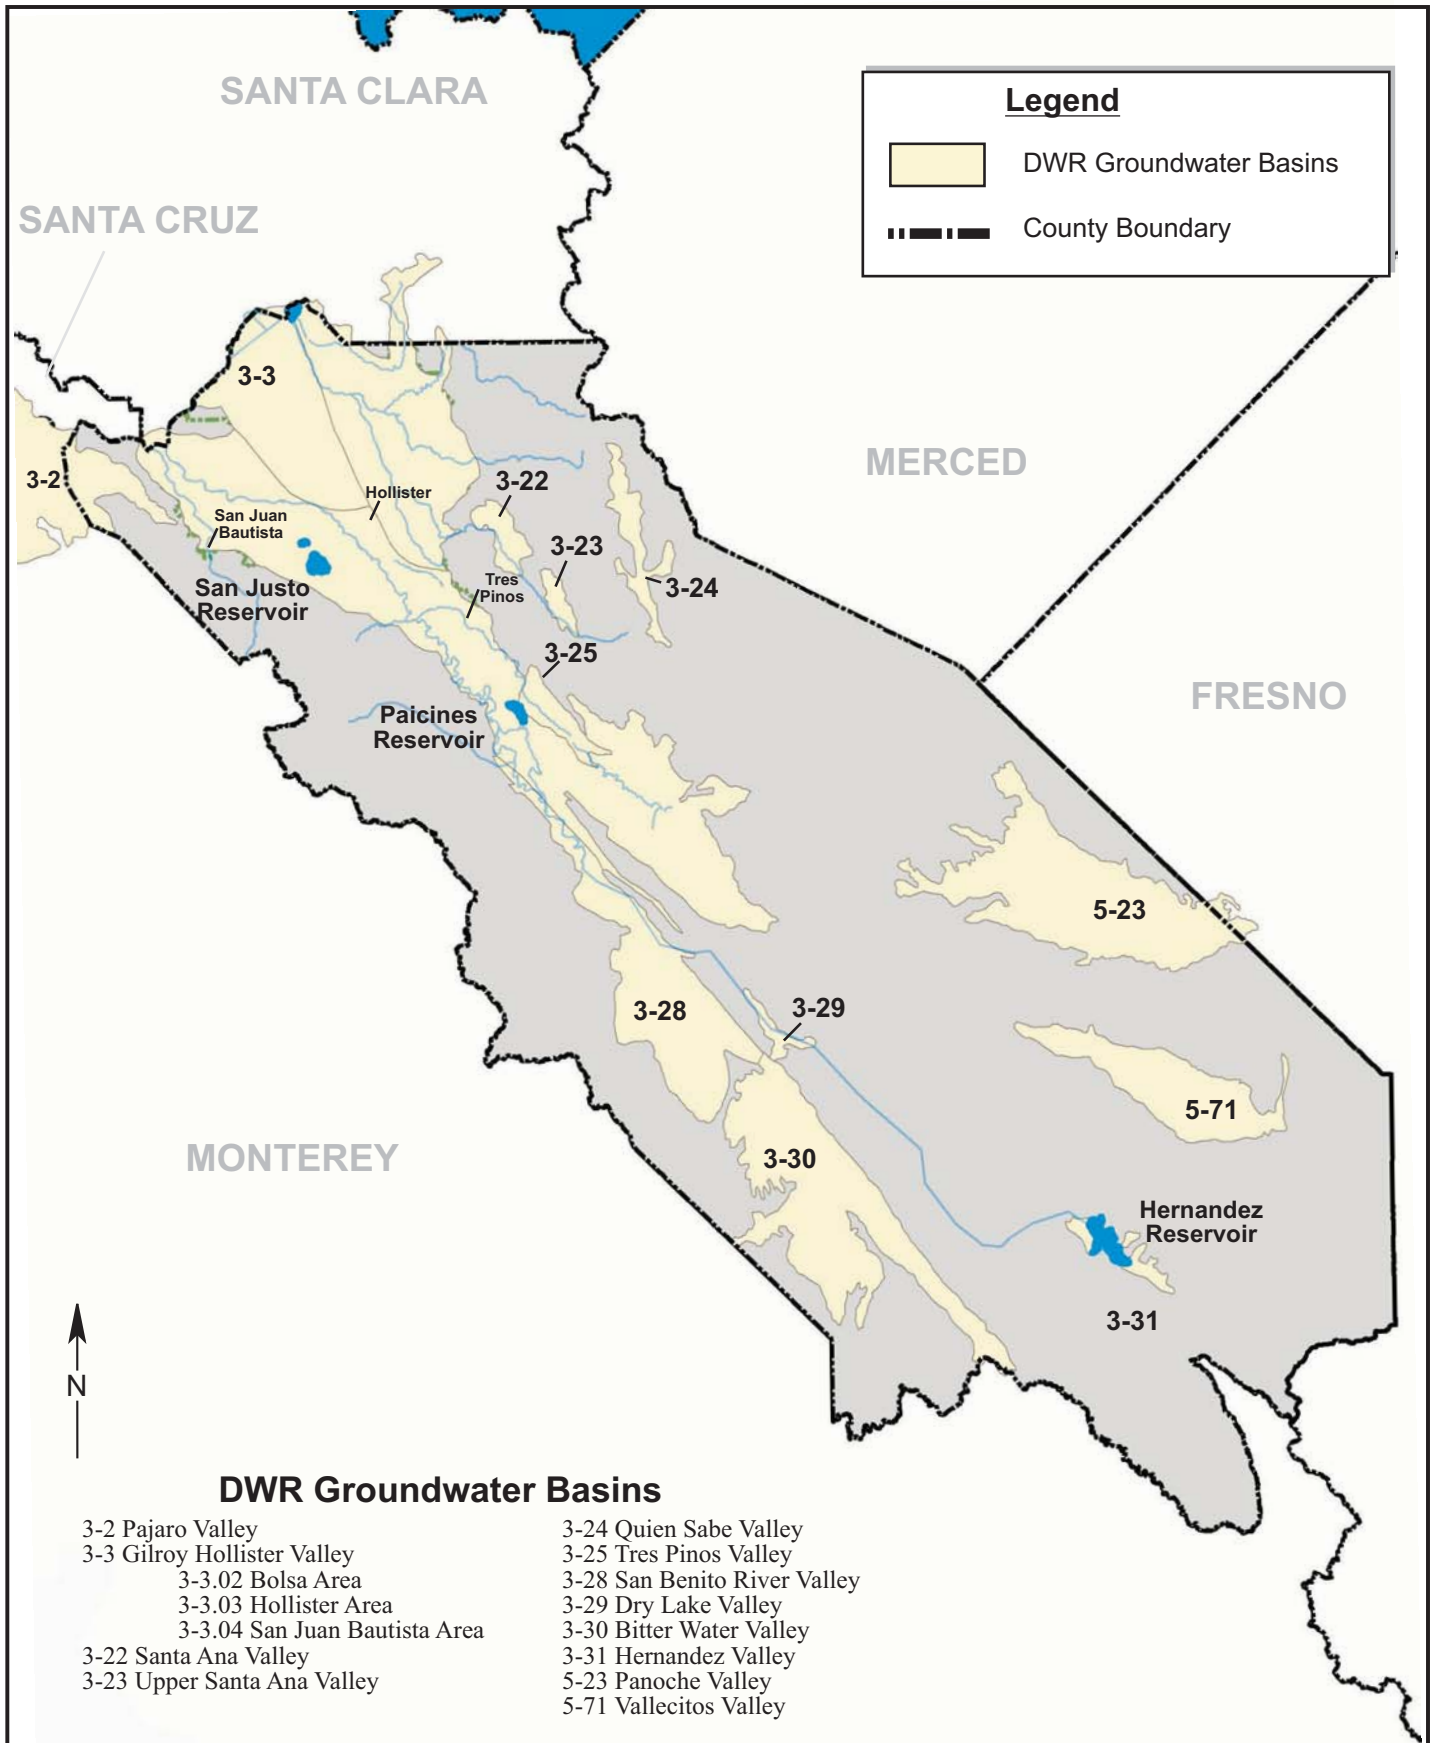 SANTA CLARA
Legend
DWR Groundwater Basins
County Boundary
SANTA CRUZ
3-3
MERCED
3-2
Hollister
3-22
San Juan
Bautista
3-23
Tres
Pinos
3-24
San Justo
Reservoir
3-25
FRESNO
Paicines
Reservoir
5-23
3-28
3-29
5-71
MONTEREY
3-30
Hernandez
Reservoir
3-31
N
DWR Groundwater Basins
3-2 Pajaro Valley
3-3 Gilroy Hollister Valley
3-3.02 Bolsa Area
3-3.03 Hollister Area
3-3.04 San Juan Bautista Area
3-22 Santa Ana Valley
3-23 Upper Santa Ana Valley
3-24 Quien Sabe Valley
3-25 Tres Pinos Valley
3-28 San Benito River Valley
3-29 Dry Lake Valley
3-30 Bitter Water Valley
3-31 Hernandez Valley
5-23 Panoche Valley
5-71 Vallecitos Valley